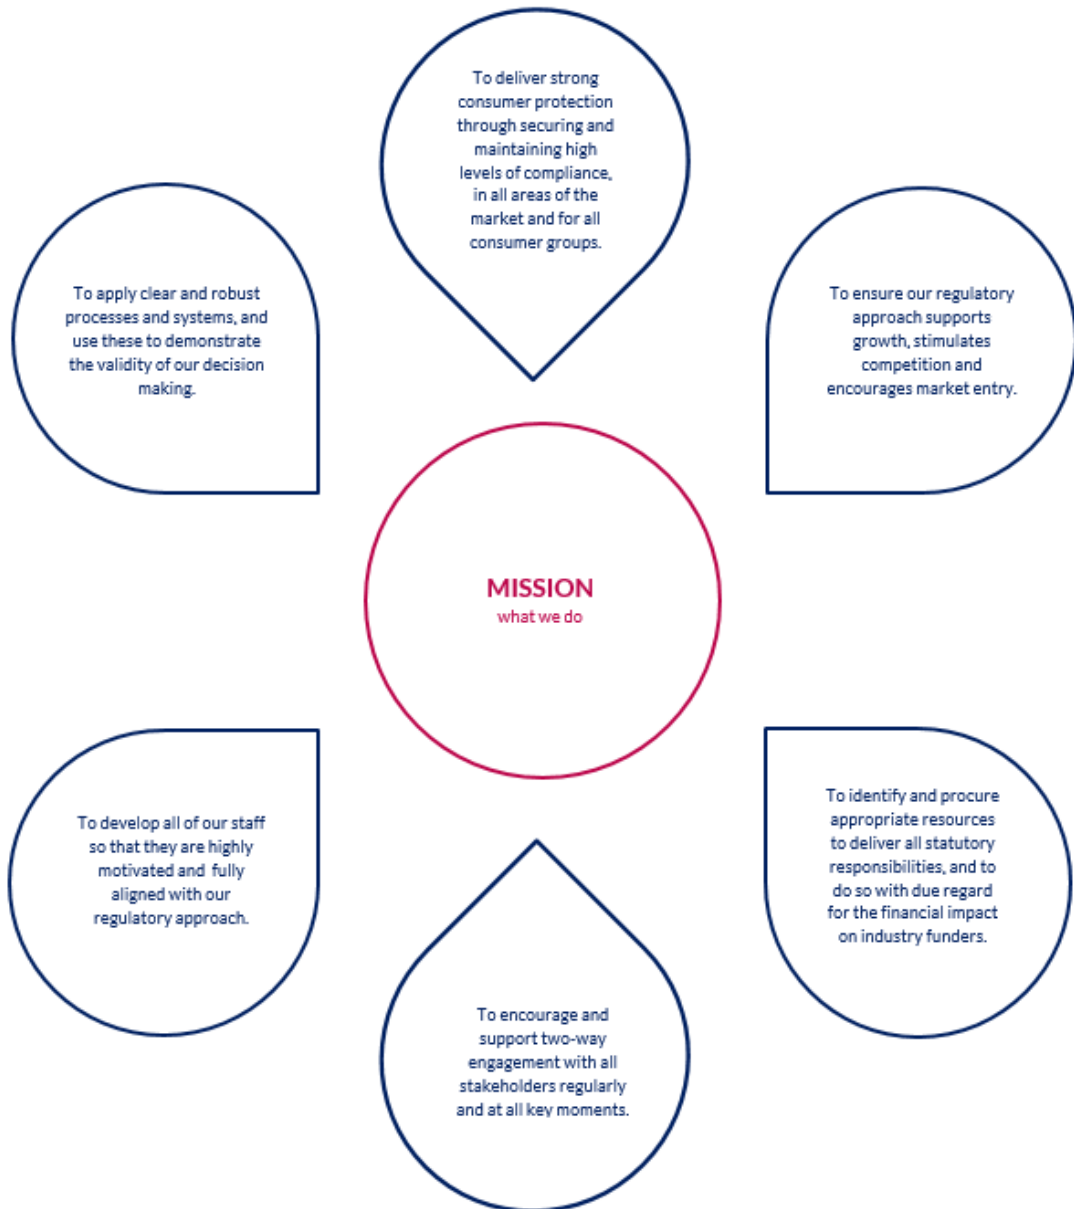 To deliver strong
consumer protection
through securing and
maintaining high
levels of compliance,
in all areas of the
market and for all
consumer groups.
To apply clear and robust
processes and systems, and
use these to demonstrate
the validity of our decision
making.
To ensure our regulatory
approach supports
growth, stimulates
competition and
encourages market entry.
MISSION
what we do
To develop all of our staff
so that they are highly
motivated and fully
aligned with our
regulatory approach.
To identify and procure
appropriate resources
to deliver all statutory
responsibilities, and to
do so with due regard
for the financial impact
on industry funders.
To encourage and
support two-way
engagement with all
stakeholders regularly
and at all key moments.